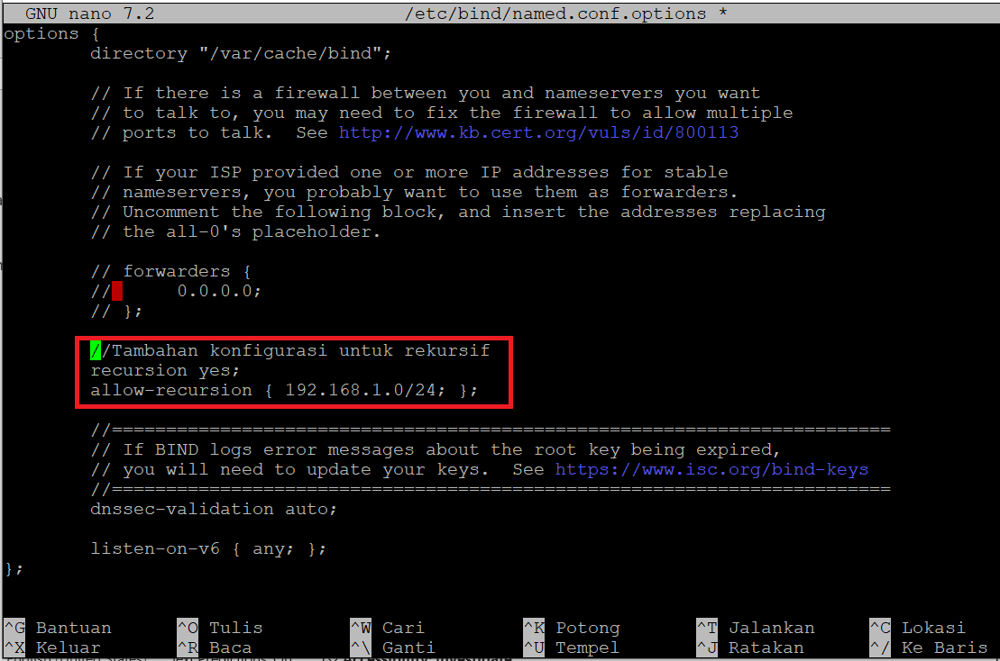 GNU nano 7.2 /etc/bind/named.conf.options *
options {
directory "/var/cache/bind";
// If there is a firewall between you and nameservers you want
// to talk to, you may need to fix the firewall to allow multiple
// ports to talk.  See http://www.kb.cert.org/vuls/id/800113
// If your ISP provided one or more IP addresses for stable
// nameservers, you probably want to use them as forwarders.
// Uncomment the following block, and insert the addresses replacing
// the all-0's placeholder.
// forwarders {
//      0.0.0.0;
// };
//Tambahan konfigurasi untuk rekursif
recursion yes;
allow-recursion { 192.168.1.0/24; };
//========================================================================
// If BIND logs error messages about the root key being expired,
// you will need to update your keys.  See https://www.isc.org/bind-keys
//========================================================================
dnssec-validation auto;
listen-on-v6 { any; };
};
^G Bantuan ^O Tulis ^W Cari ^K Potong ^T Jalankan ^C Lokasi
^X Keluar ^R Baca ^\ Ganti ^U Tempel ^J Ratakan ^/ Ke Baris